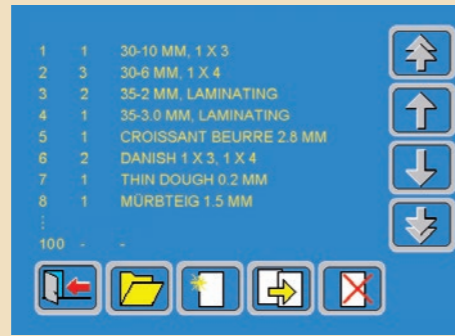 1 1 30-10 MM, 1 X 3
2 3 30-6 MM, 1 X 4
3 2 35-2 MM, LAMINATING
4 1 35-3.0 MM, LAMINATING
5 1 CROISSANT BEURRE 2.8 MM
6 2 DANISH 1 X 3, 1 X 4
7 1 THIN DOUGH 0.2 MM
8 1 MÜRBTEIG 1.5 MM
:
100 - -